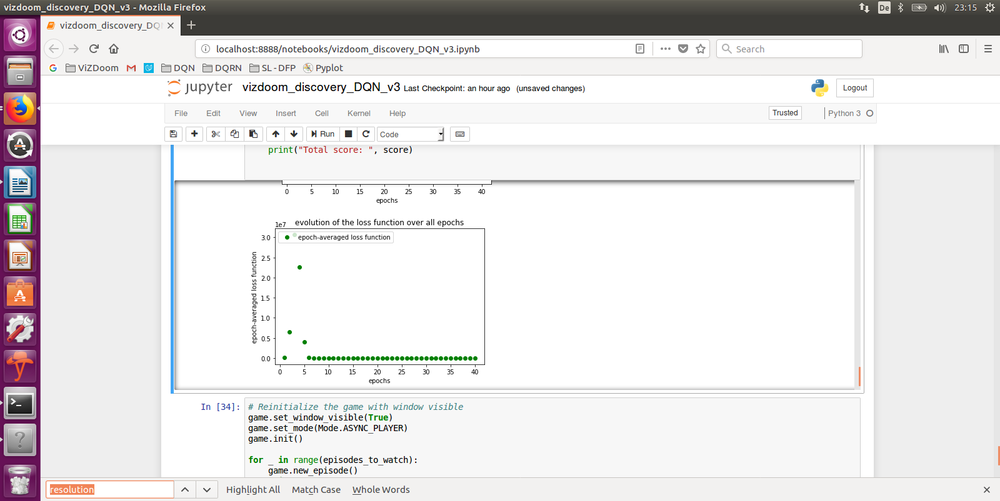 vizdoom_discovery_DQN_v3 - Mozilla Firefox
De
23:15
vizdoom_discovery_DQ
localhost:8888/notebooks/vizdoom_discovery_DQN_v3.ipynb
Search
ViZDoom
DQN
DQRN
SL - DFP
Pyplot
jupyter
vizdoom_discovery_DQN_v3 Last Checkpoint: an hour ago (unsaved changes)
Logout
File Edit View Insert Cell Kernel Help
Trusted
Python 3
Run
Code
print("Total score: ", score)
0 5 10 15 20 25 30 35 40
epochs
1e7
evolution of the loss function over all epochs
epoch-averaged loss function
epoch-averaged loss function
3.0
2.5
2.0
1.5
1.0
0.5
0.0
0 5 10 15 20 25 30 35 40
epochs
In [34]:
# Reinitialize the game with window visible
game.set_window_visible(True)
game.set_mode(Mode.ASYNC_PLAYER)
game.init()
for _ in range(episodes_to_watch):
game.new_episode()
resolution
Highlight All Match Case Whole Words